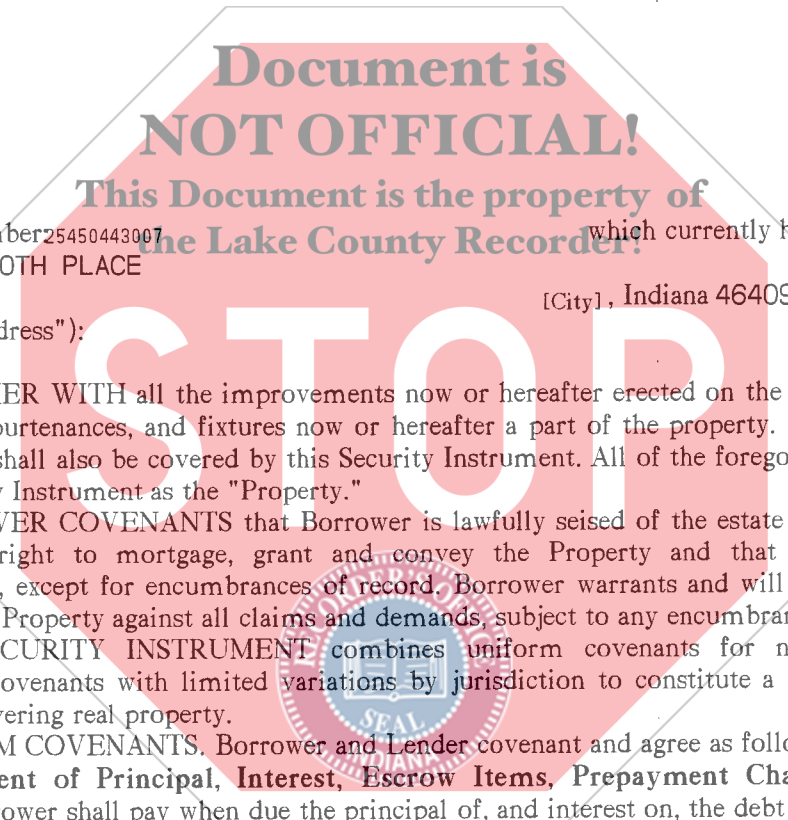 Document is
NOT OFFICIAL!
This Document is the property of
the Lake County Recorder!
ber25450443007 which currently h
OTH PLACE
[City], Indiana 46409
dress"):
STOP
ER WITH all the improvements now or hereafter erected on the
purtenances, and fixtures now or hereafter a part of the property.
shall also be covered by this Security Instrument. All of the forego
y Instrument as the "Property."
VER COVENANTS that Borrower is lawfully seised of the estate
right to mortgage, grant and convey the Property and that
, except for encumbrances of record. Borrower warrants and will
Property against all claims and demands, subject to any encumbran
CURITY INSTRUMENT combines uniform covenants for n
ovenants with limited variations by jurisdiction to constitute a
vering real property.
M COVENANTS. Borrower and Lender covenant and agree as follo
ent of Principal, Interest, Escrow Items, Prepayment Cha
ower shall pay when due the principal of, and interest on, the debt
SEAL
INDIANA